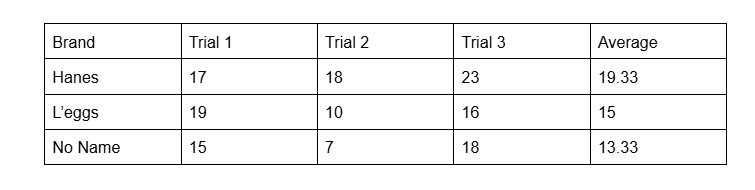 Brand Trial 1 Trial 2 Trial 3 Average
Hanes 17 18 23 19.33
L’eggs 19 10 16 15
No Name 15 7 18 13.33